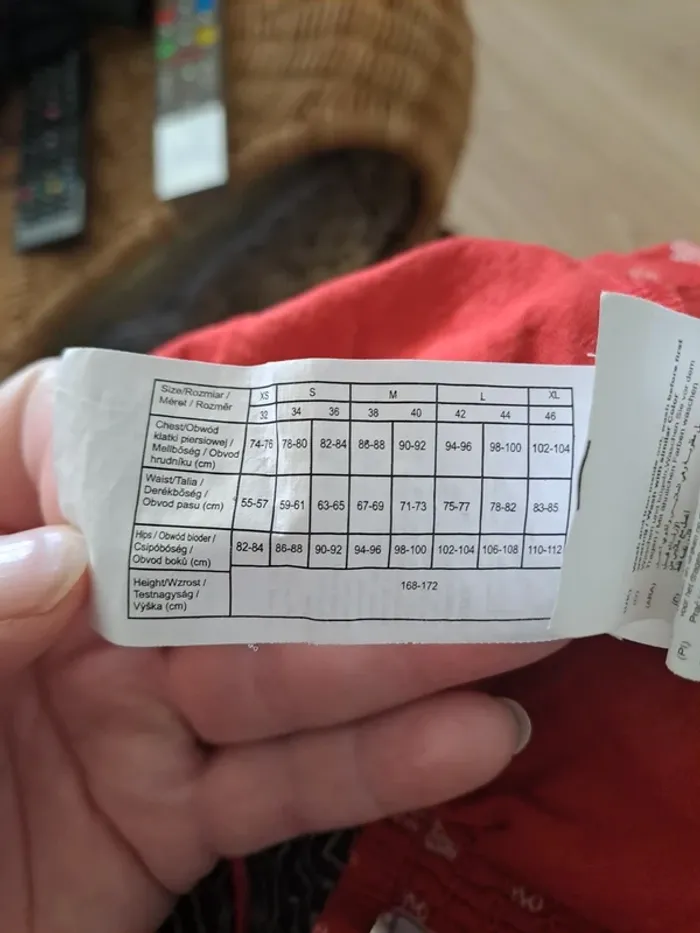 Size/Rozmiar / Méret / Rozměr XS S M L XL
32 34 36 38 40 42 44 46
Chest/Obwód
klatki piersiowej /
Mellbőség / Obvod
hrudníku (cm)
74-76 78-80 82-84 86-88 90-92 94-96 98-100 102-104
Waist/Talia /
Derékbőség /
Obvod pasu (cm)
55-57 59-61 63-65 67-69 71-73 75-77 78-82 83-85
Hips / Obwód bioder /
Csípóbőség /
Obvod boků (cm)
82-84 86-88 90-92 94-96 98-100 102-104 106-108 110-112
Height/Wzrost /
Testnagyság /
Výška (cm)
168-172